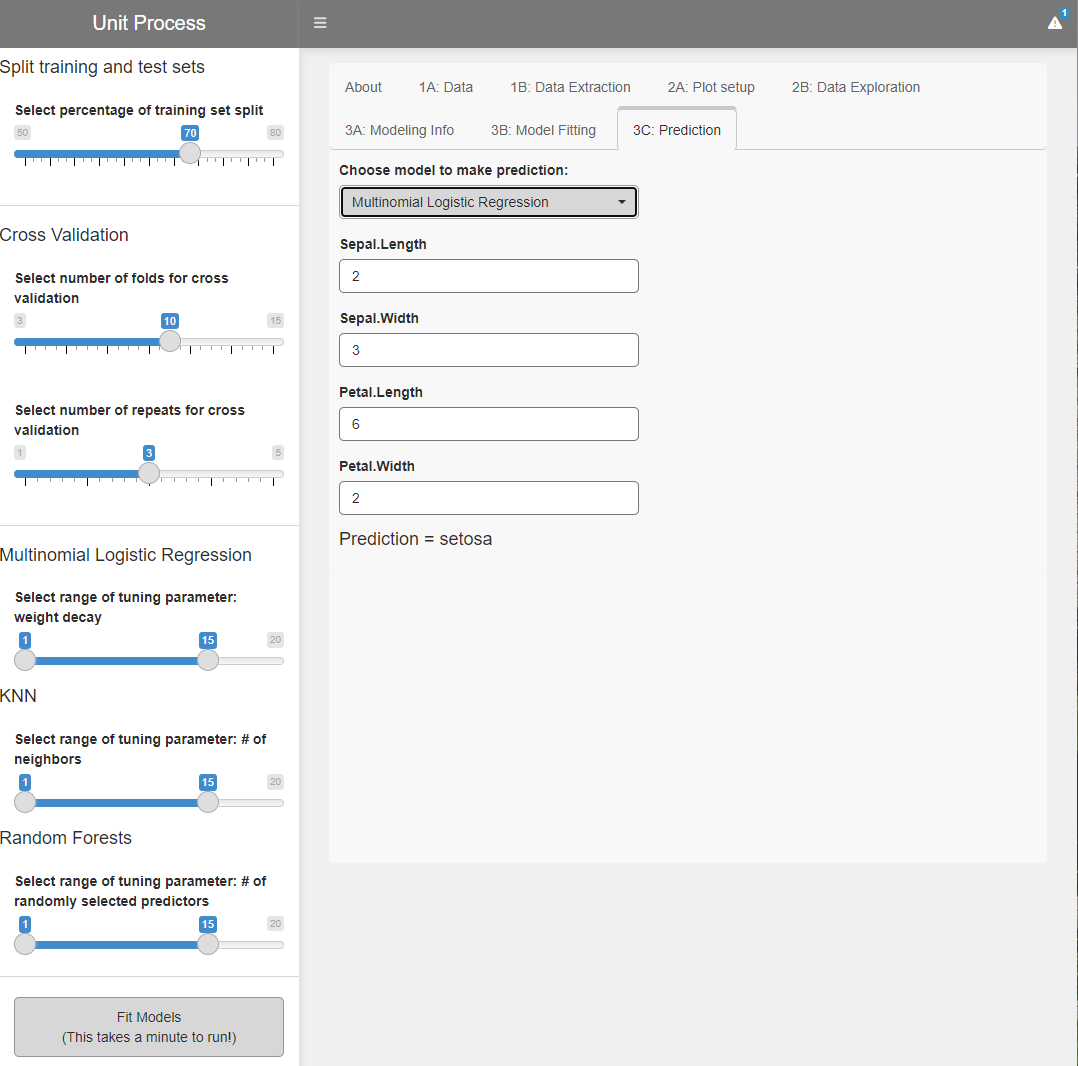 Unit Process
1
Split training and test sets
Select percentage of training set split
50 70 80
Cross Validation
Select number of folds for cross
validation
3 10 15
Select number of repeats for cross
validation
1 3 5
Multinomial Logistic Regression
Select range of tuning parameter:
weight decay
1 15 20
KNN
Select range of tuning parameter: # of
neighbors
1 15 20
Random Forests
Select range of tuning parameter: # of
randomly selected predictors
1 15 20
Fit Models
(This takes a minute to run!)
About 1A: Data 1B: Data Extraction 2A: Plot setup 2B: Data Exploration
3A: Modeling Info 3B: Model Fitting 3C: Prediction
Choose model to make prediction:
Multinomial Logistic Regression
Sepal.Length
2
Sepal.Width
3
Petal.Length
6
Petal.Width
2
Prediction = setosa